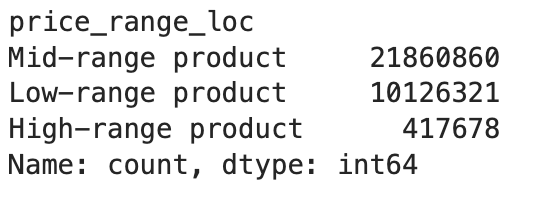 price_range_loc
Mid-range product     21860860
Low-range product     10126321
High-range product      417678
Name: count, dtype: int64